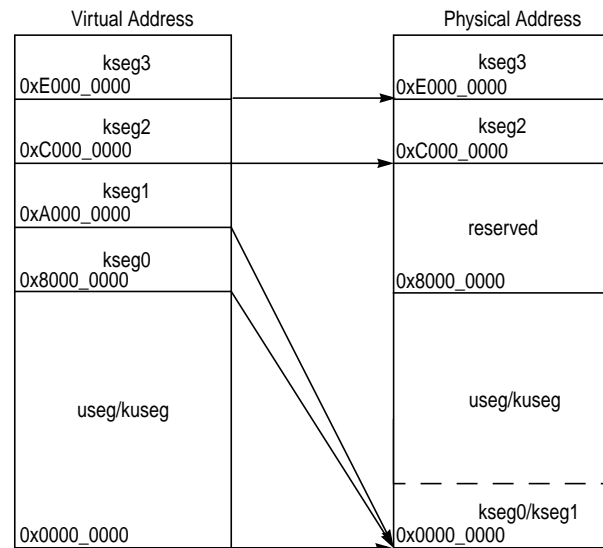 Virtual Address
kseg3
0xE000_0000
kseg2
0xC000_0000
kseg1
0xA000_0000
kseg0
0x8000_0000
useg/kuseg
0x0000_0000
Physical Address
kseg3
0xE000_0000
kseg2
0xC000_0000
reserved
0x8000_0000
useg/kuseg
kseg0/kseg1
0x0000_0000